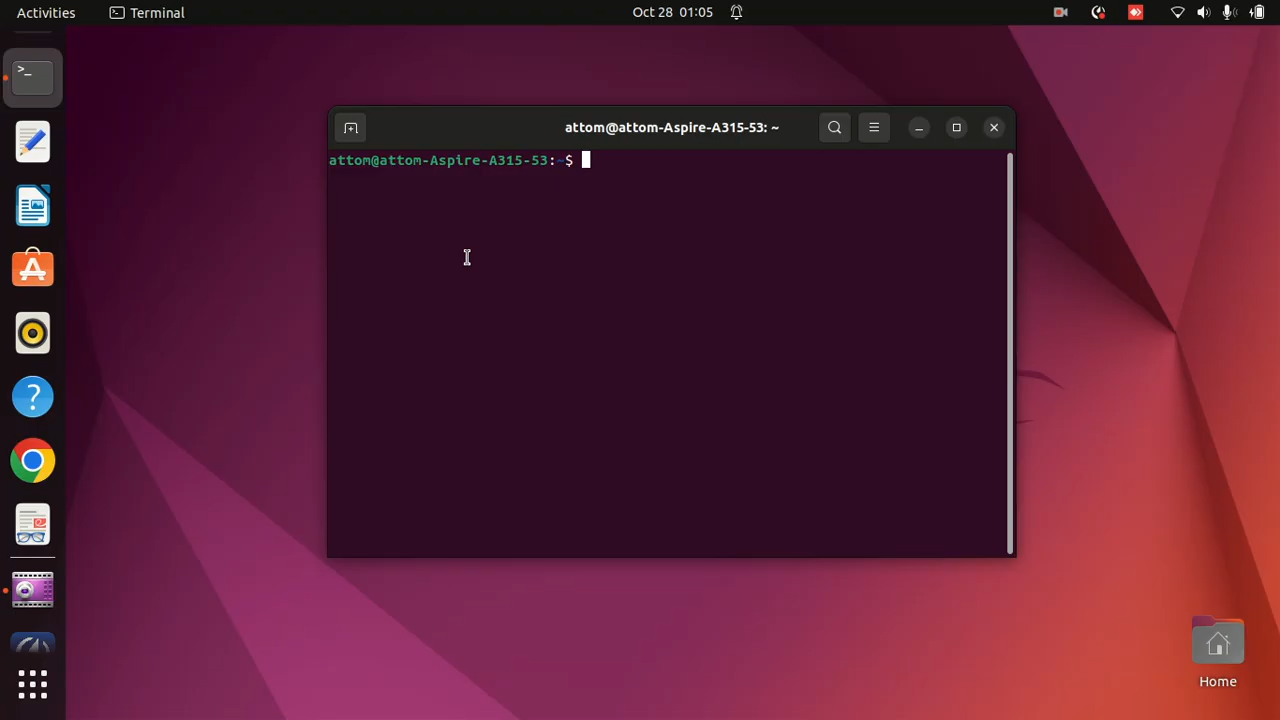 Activities Terminal Oct 28 01:05
attom@attom-Aspire-A315-53: ~
attom@attom-Aspire-A315-53:~$
Home